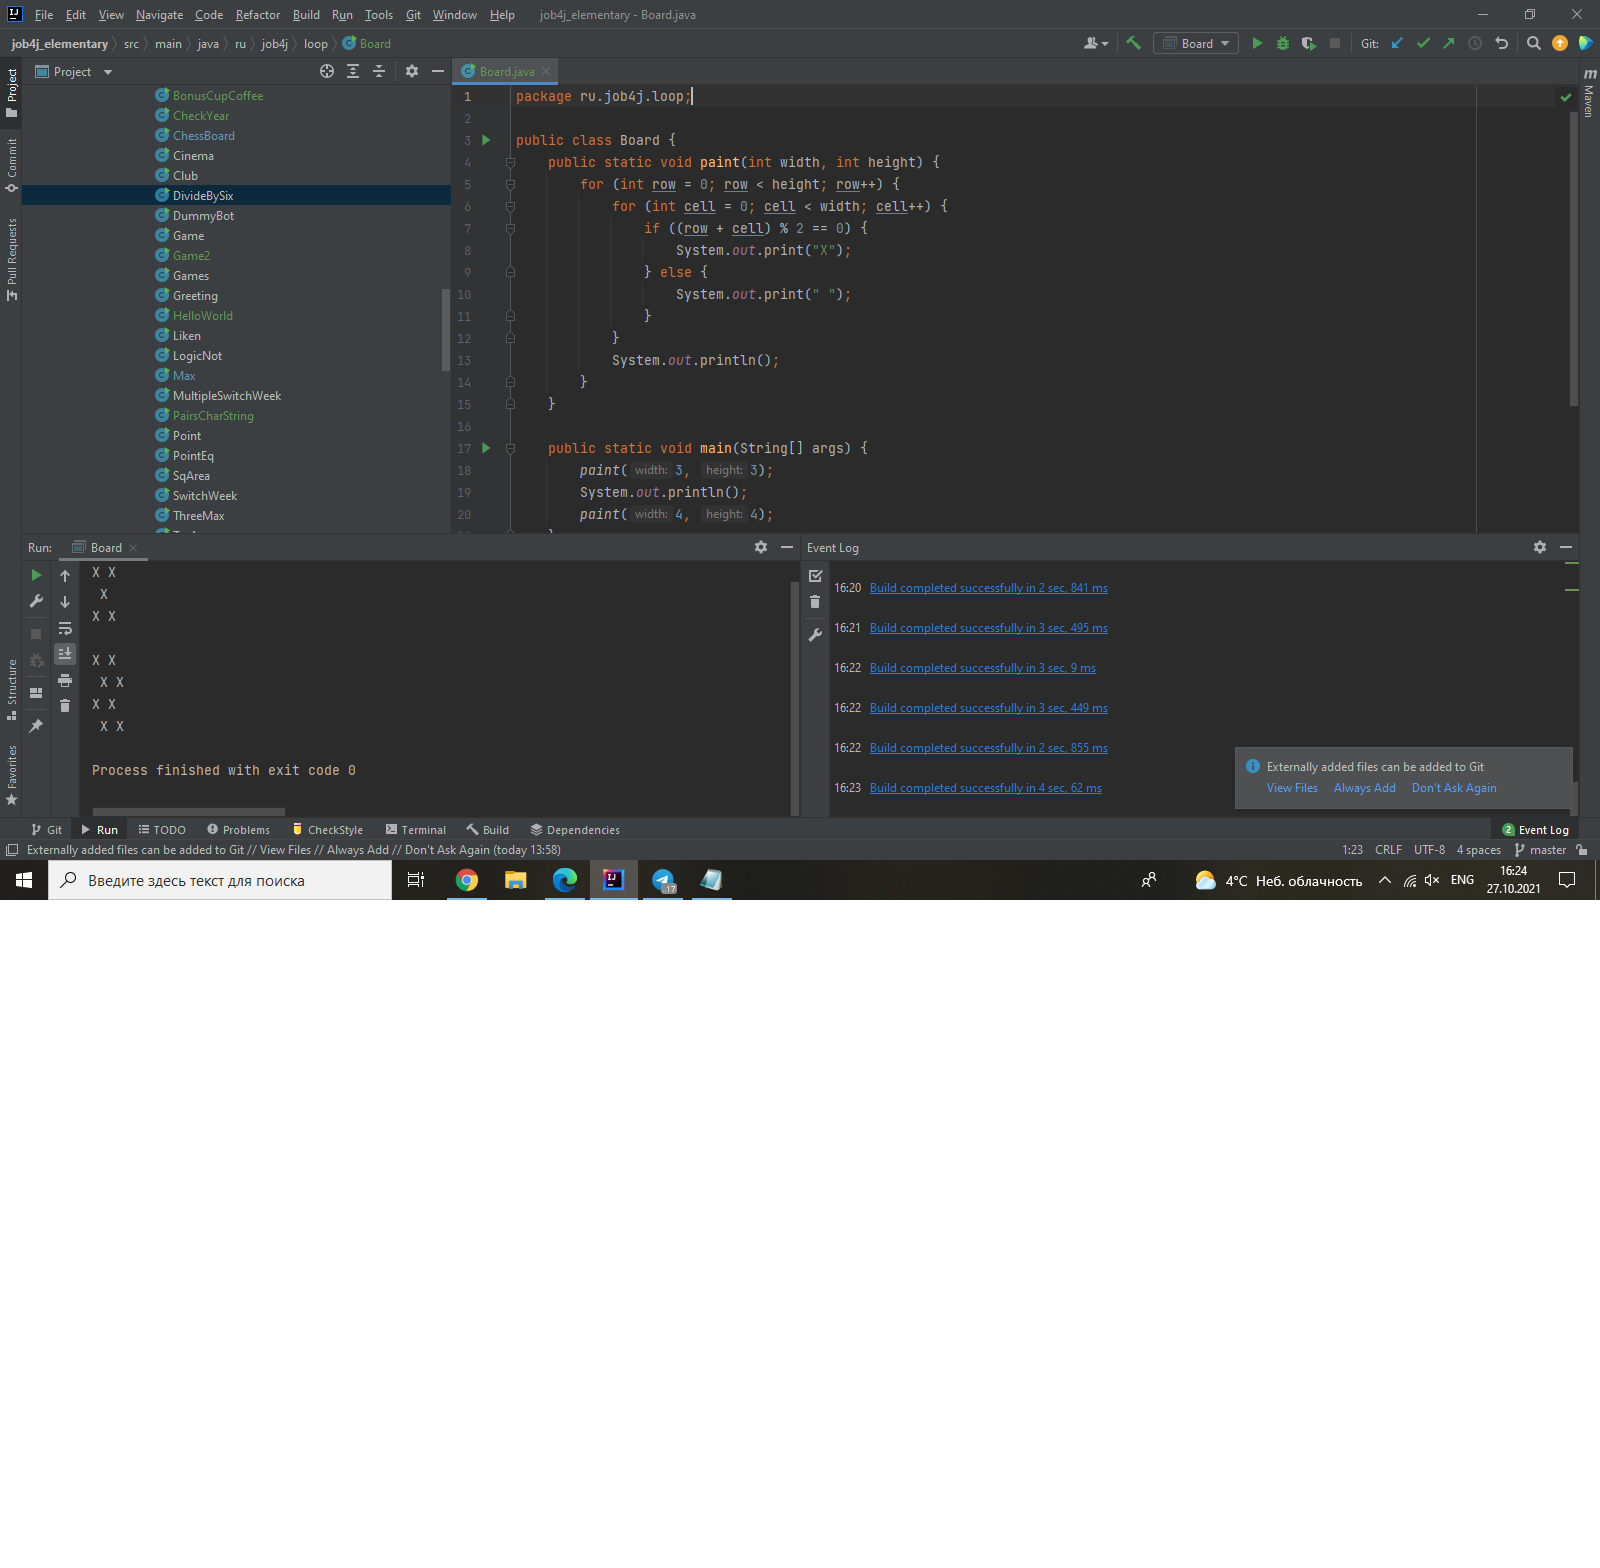 File Edit View Navigate Code Refactor Build Run Tools Git Window Help job4j_elementary - Board.java
job4j_elementary src main java ru job4j loop Board
Board Git:
Project
Board.java
Project
Commit
Pull Requests
Structure
Favorites
Maven
BonusCupCoffee
CheckYear
ChessBoard
Cinema
Club
DivideBySix
DummyBot
Game
Game2
Games
Greeting
HelloWorld
Liken
LogicNot
Max
MultipleSwitchWeek
PairsCharString
Point
PointEq
SqArea
SwitchWeek
ThreeMax
1 package ru.job4j.loop;
2
3 public class Board {
4 public static void paint(int width, int height) {
5 for (int row = 0; row < height; row++) {
6 for (int cell = 0; cell < width; cell++) {
7 if ((row + cell) % 2 == 0) {
8 System.out.print("X");
9 } else {
10 System.out.print(" ");
11 }
12 }
13 System.out.println();
14 }
15 }
16
17 public static void main(String[] args) {
18 paint( width: 3, height: 3);
19 System.out.println();
20 paint( width: 4, height: 4);
Run: Board
X X
X
X X
X X
X X
X X
X X
Process finished with exit code 0
Event Log
16:20 Build completed successfully in 2 sec, 841 ms
16:21 Build completed successfully in 3 sec, 495 ms
16:22 Build completed successfully in 3 sec, 9 ms
16:22 Build completed successfully in 3 sec, 449 ms
16:22 Build completed successfully in 2 sec, 855 ms
16:23 Build completed successfully in 4 sec, 62 ms
Externally added files can be added to Git
View Files Always Add Don't Ask Again
Git Run TODO Problems CheckStyle Terminal Build Dependencies 2 Event Log
Externally added files can be added to Git // View Files // Always Add // Don't Ask Again (today 13:58) 1:23 CRLF UTF-8 4 spaces master
Введите здесь текст для поиска
..17
4°C Неб. облачность ENG
16:24
27.10.2021